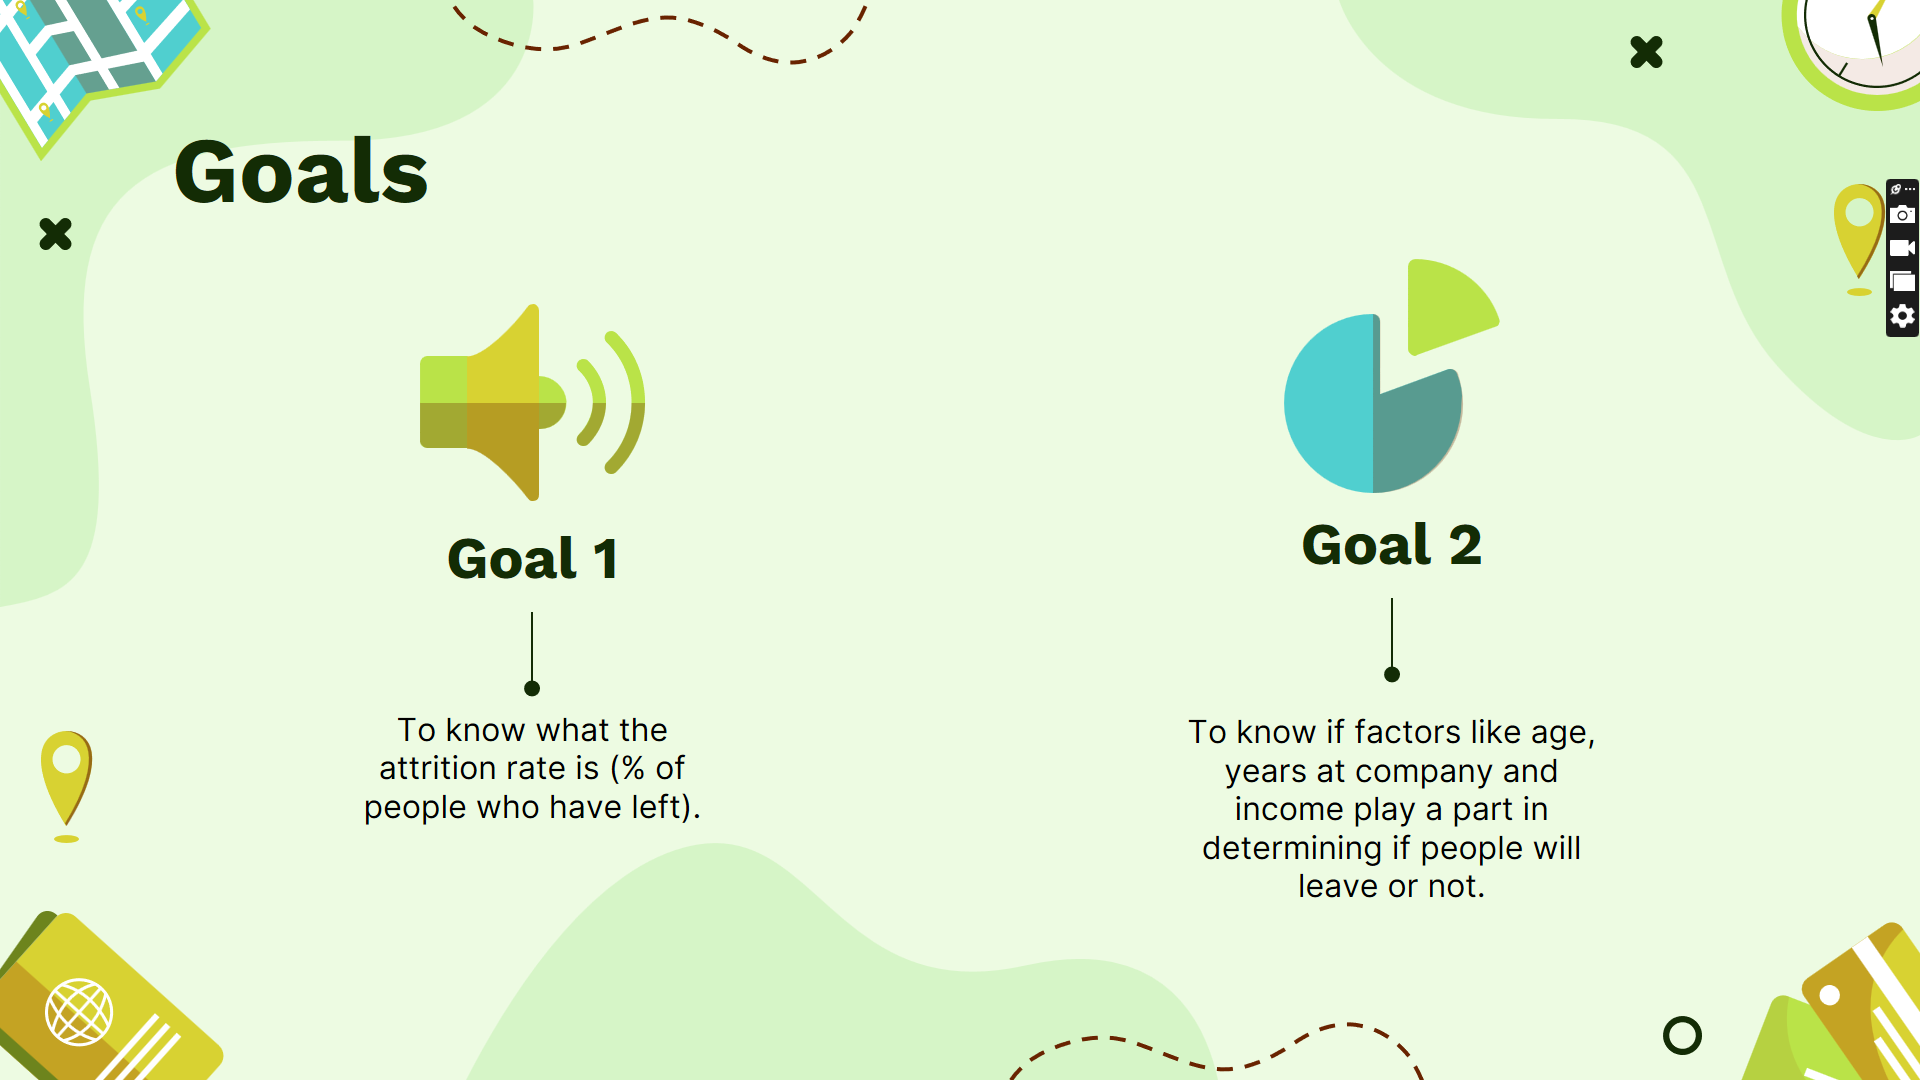 Goals
Goal 1
To know what the
attrition rate is (% of
people who have left).
Goal 2
To know if factors like age,
years at company and
income play a part in
determining if people will
leave or not.